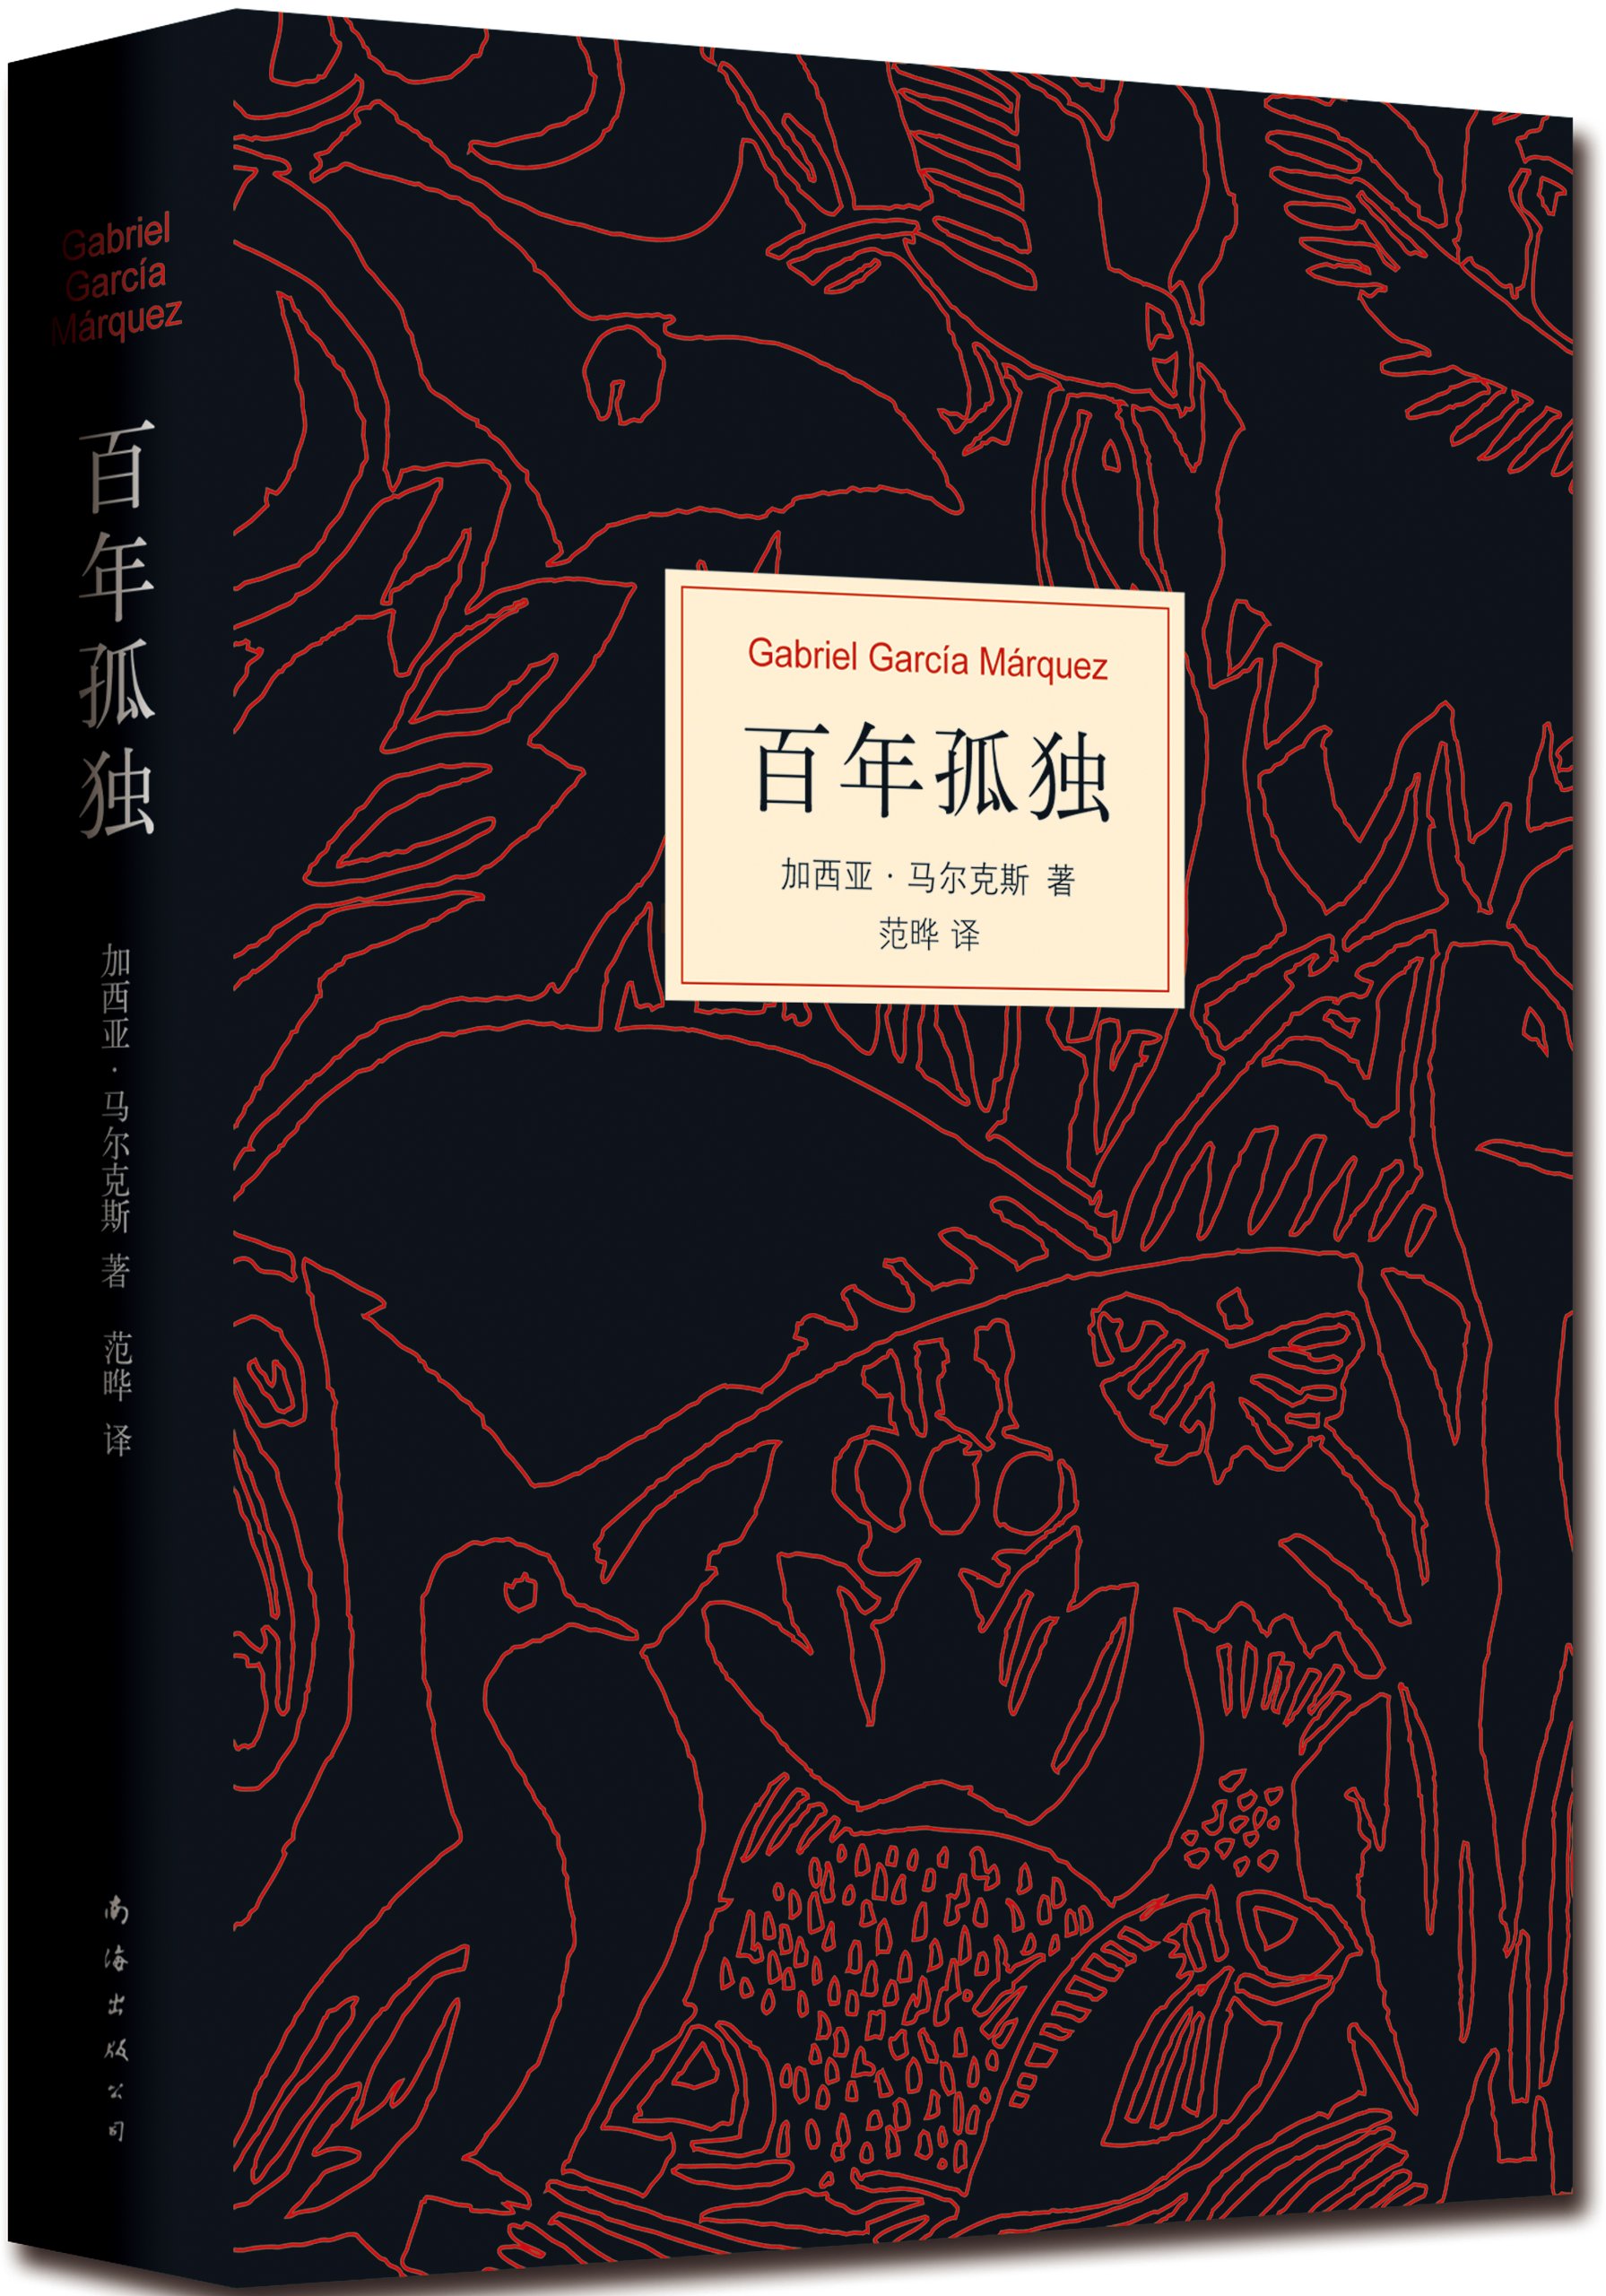 Gabriel
García
Márquez
百年孤独
加西亚·马尔克斯 著 范晔 译
南海出版公司
Gabriel García Márquez
百年孤独
加西亚·马尔克斯 著
范晔 译